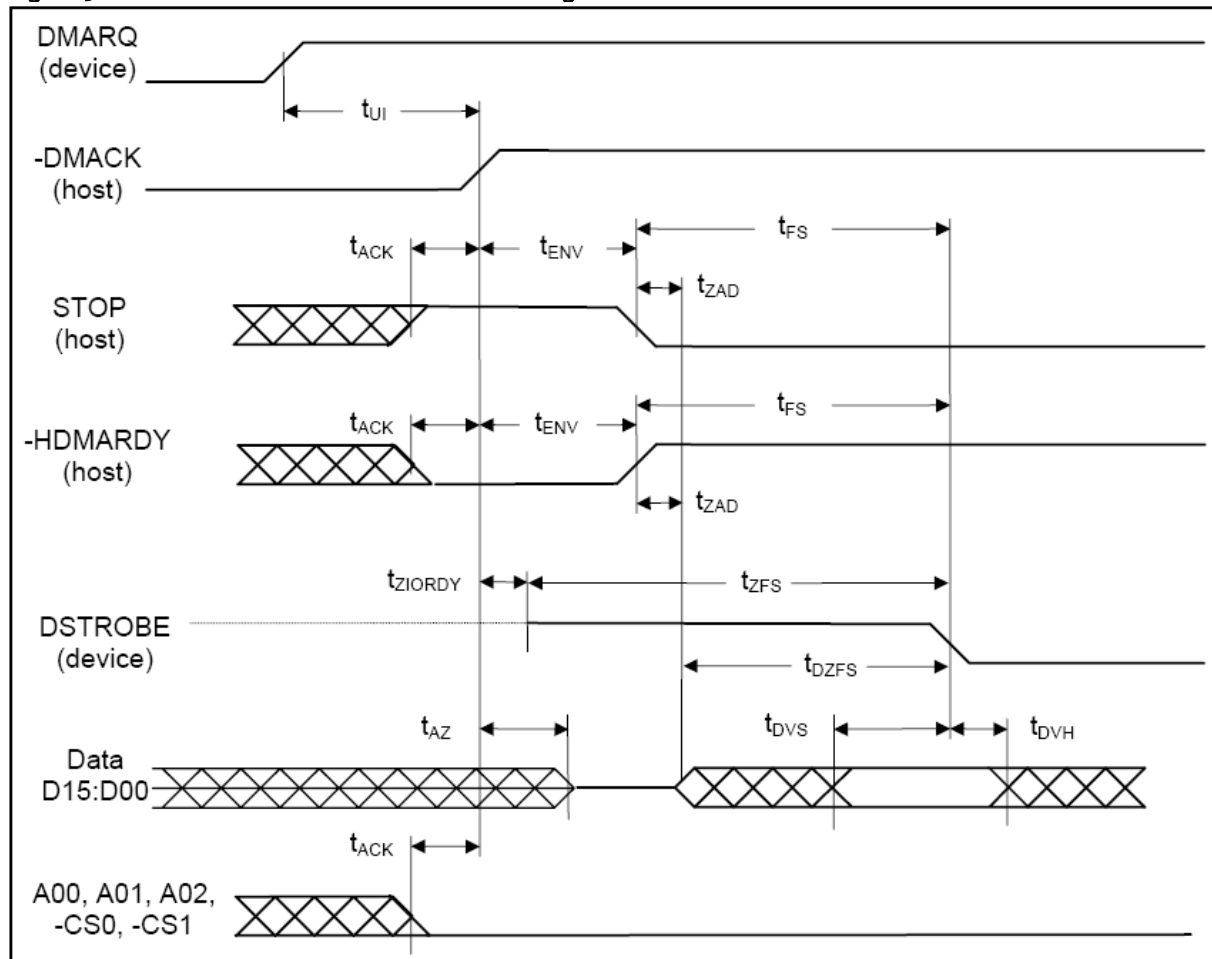 DMARQ
(device)
tUI
-DMACK
(host)
tFS
tACK
tENV
tZAD
STOP
(host)
tFS
tACK
tENV
-HDMARDY
(host)
tZAD
tZIORDY
tZFS
DSTROBE
(device)
tDZFS
tAZ
tDVS
tDVH
Data
D15:D00
tACK
A00, A01, A02,
-CS0, -CS1